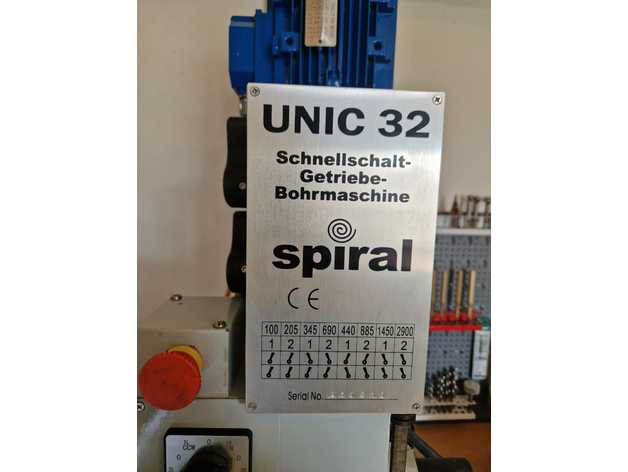 UNIC 32
Schnellschalt-
Getriebe-
Bohrmaschine
spiral
CE
100 205 345 690 440 885 1450 2900
1 2 1 2 1 2 1 2
Serial No.
CCW